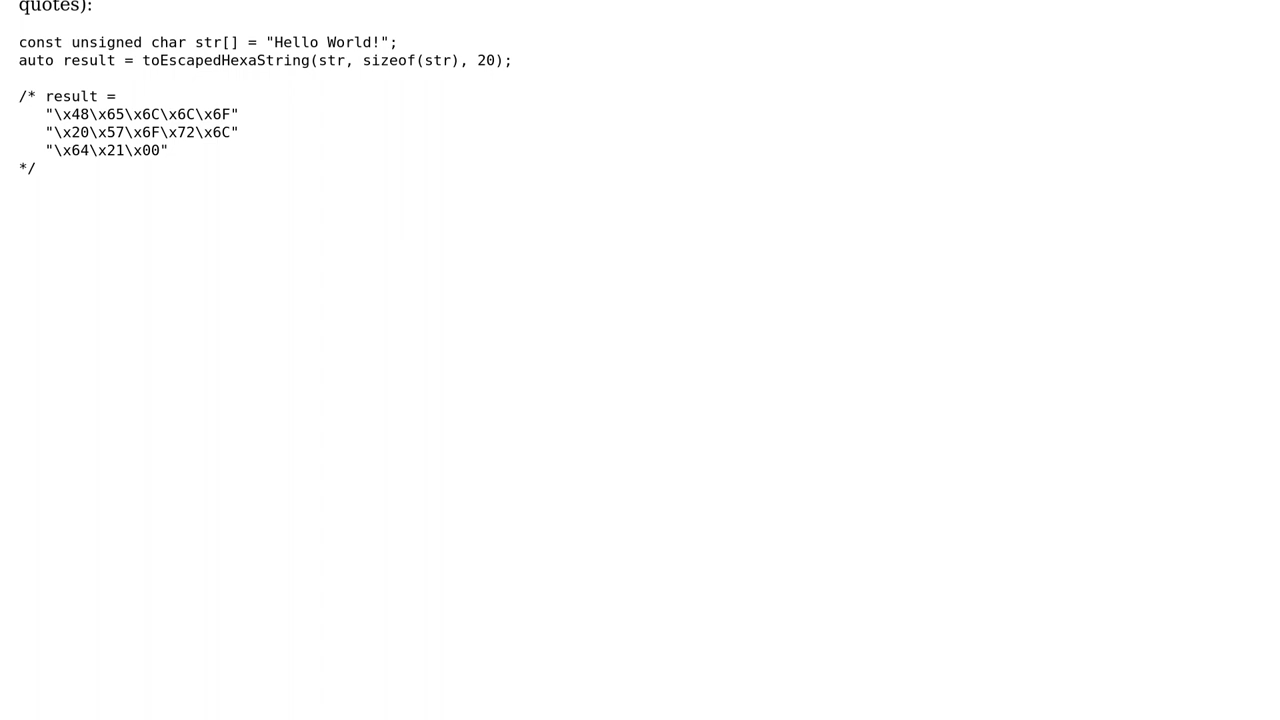 quotes):
const unsigned char str[] = "Hello World!";
auto result = toEscapedHexaString(str, sizeof(str), 20);
/* result =
"\x48\x65\x6C\x6C\x6F"
"\x20\x57\x6F\x72\x6C"
"\x64\x21\x00"
*/